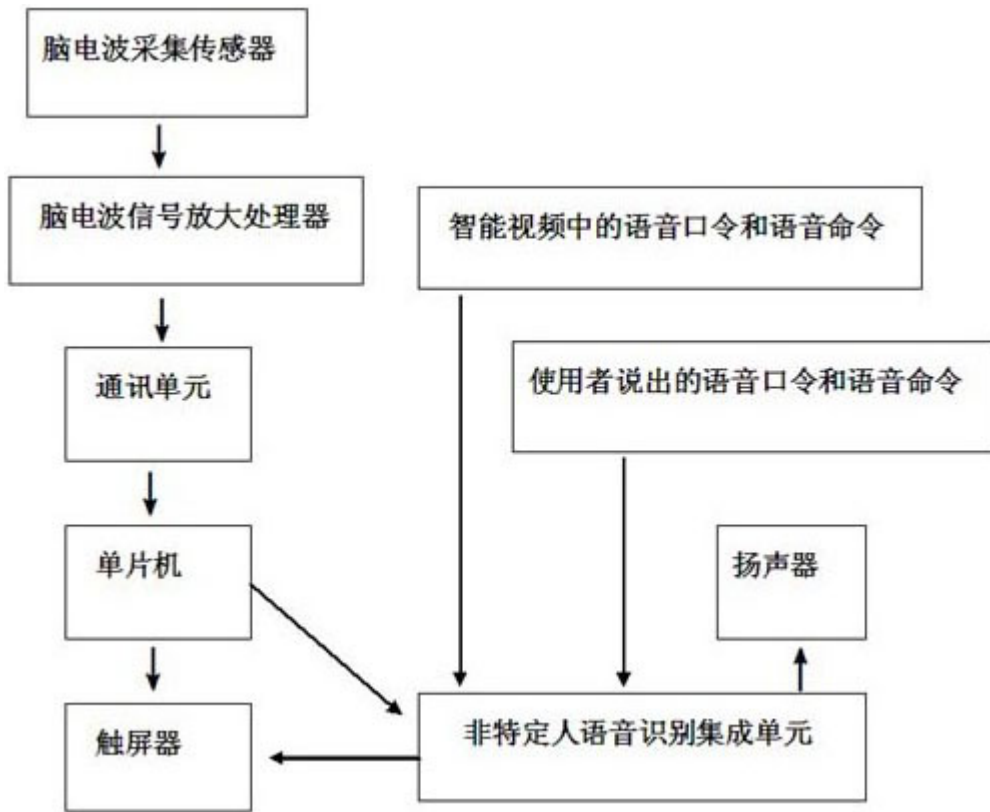 脑电波采集传感器
脑电波信号放大处理器
智能视频中的语音口令和语音命令
通讯单元
使用者说出的语音口令和语音命令
单片机
扬声器
触屏器
非特定人语音识别集成单元